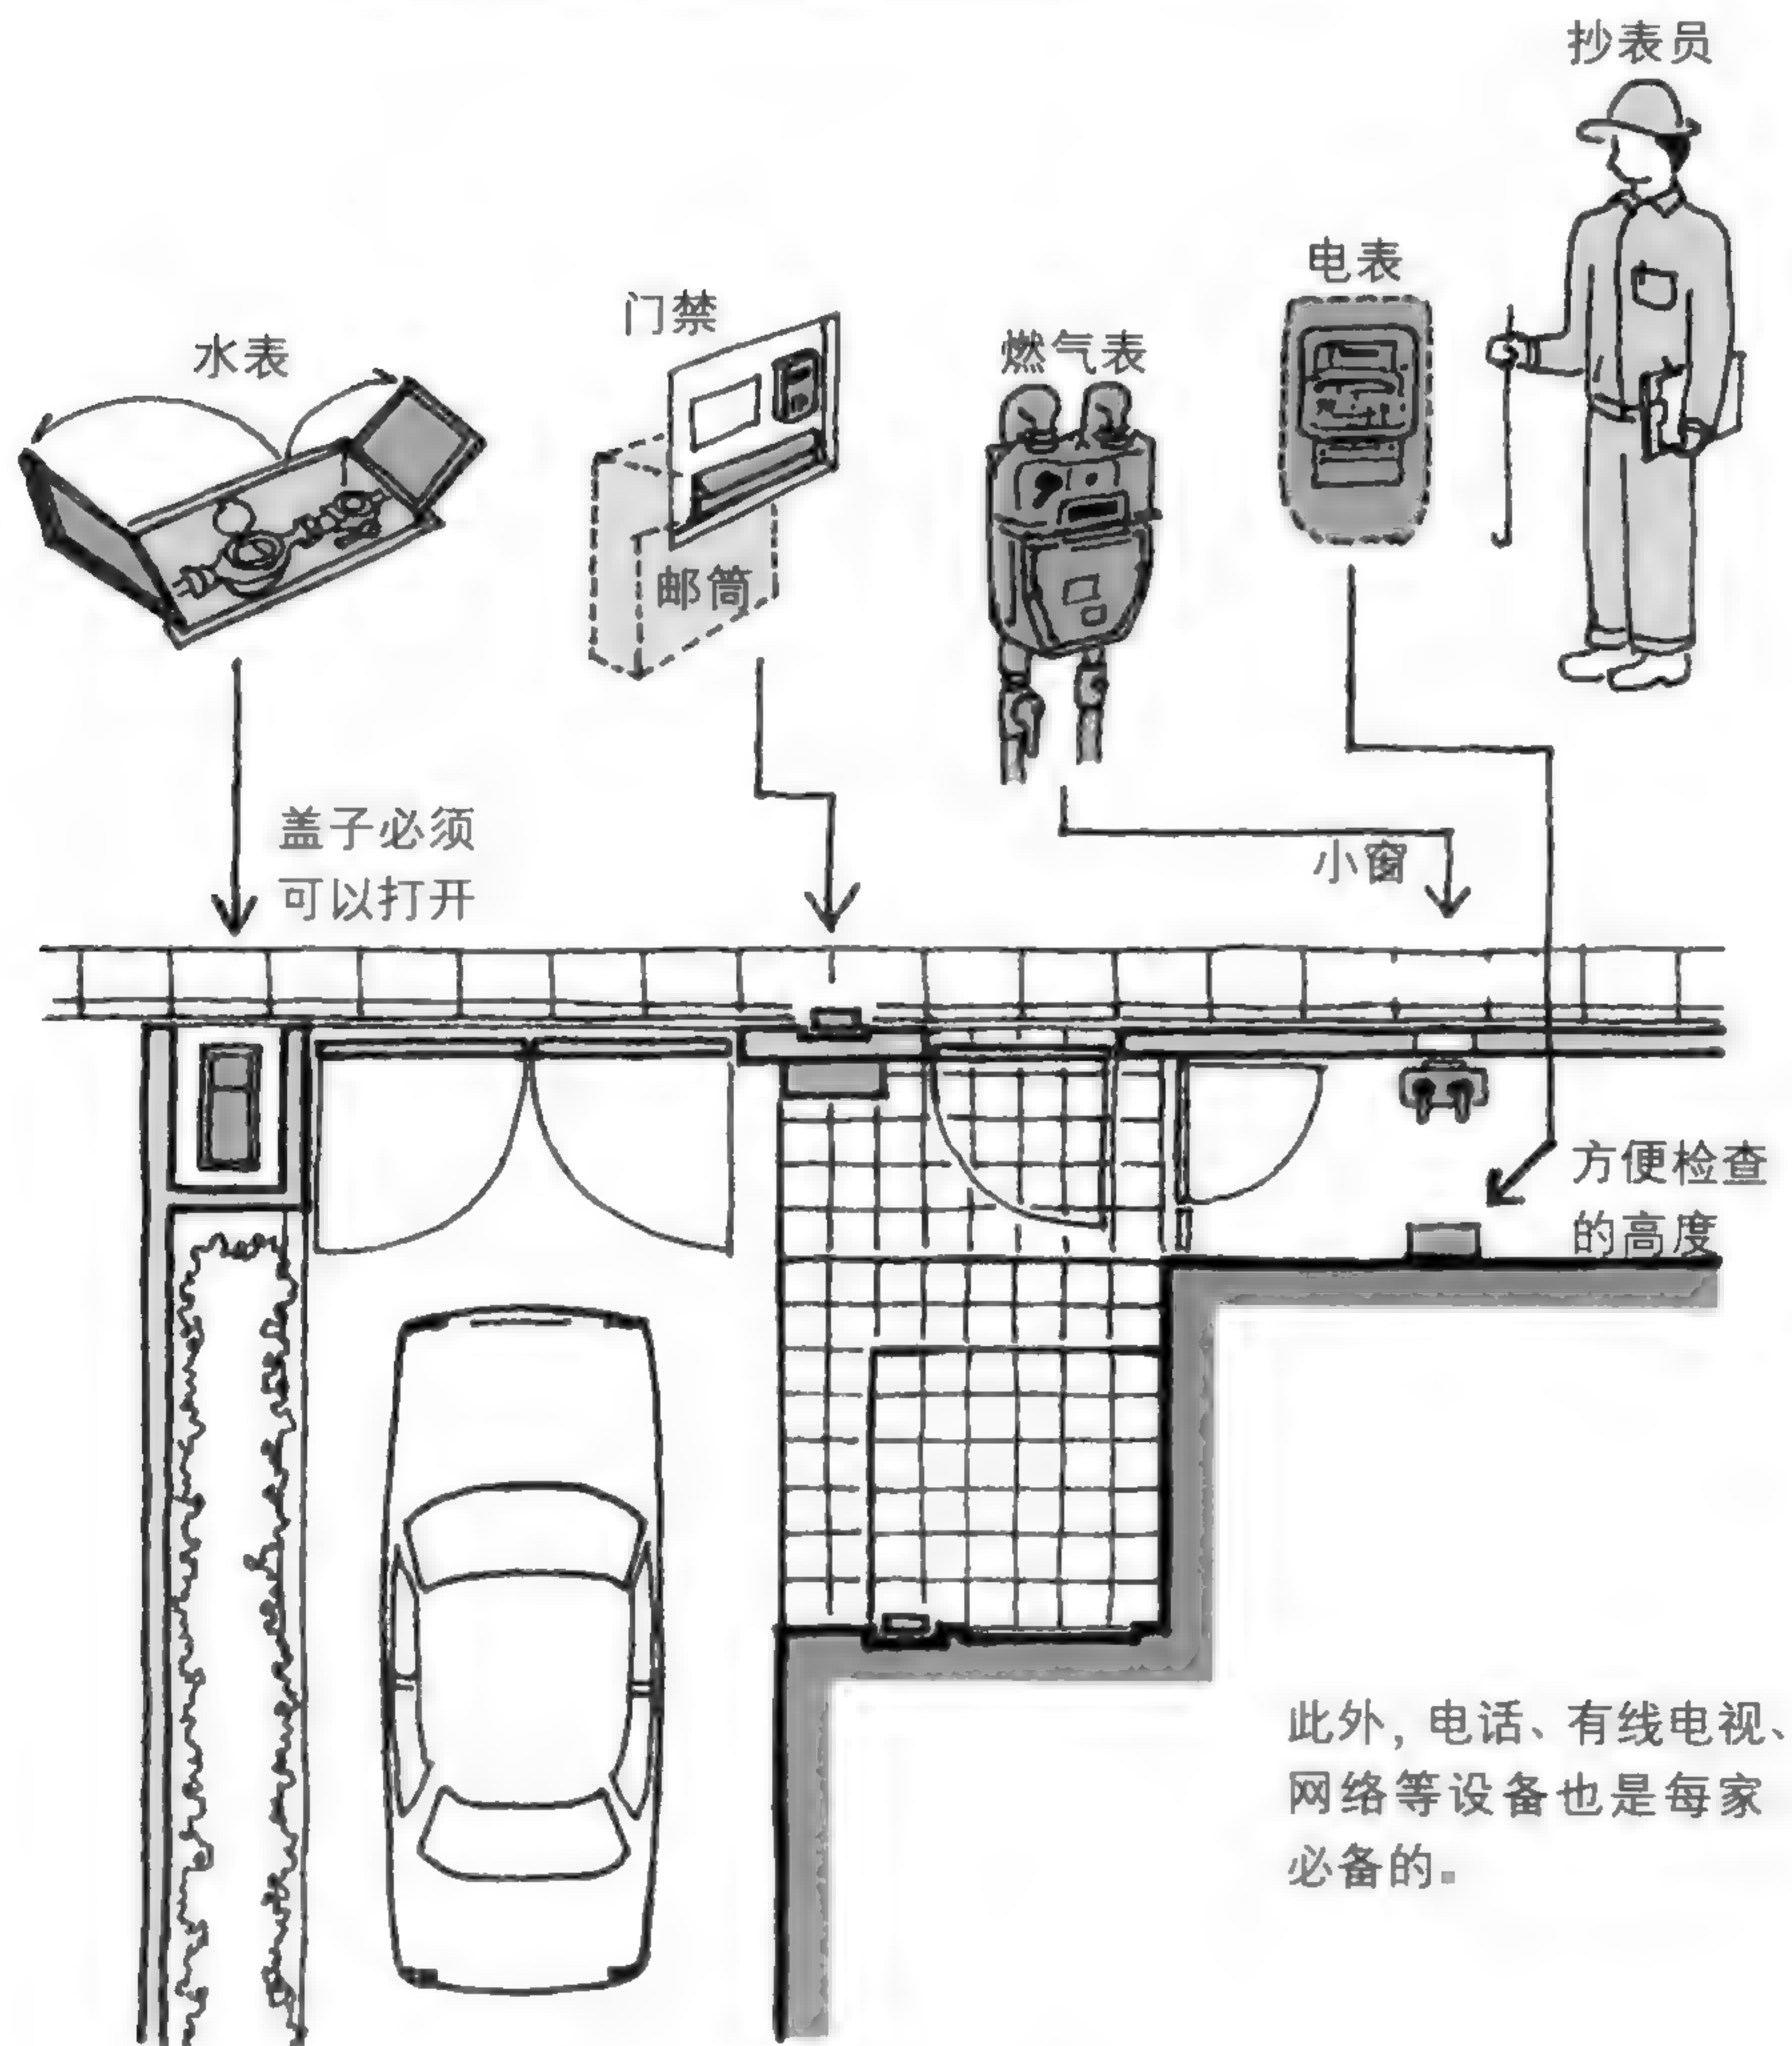 抄表员
电表
门禁
水表
燃气表
邮筒
盖子必须
可以打开
小窗
方便检查
的高度
此外，电话、有线电视、
网络等设备也是每家
必备的。